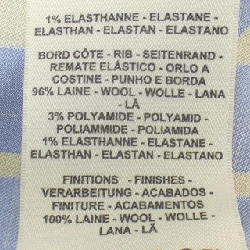 1% ELASTHANNE - ELASTANE -
ELASTHAN - ELASTAN - ELASTANO
BORD CÔTE - RIB - SEITENRAND -
REMATE ELÁSTICO - ORLO A
COSTINE - PUNHO E BORDA
96% LAINE - WOOL - WOLLE - LANA
- LÃ
3% POLYAMIDE - POLYAMID -
POLIAMMIDE - POLIAMIDA
1% ELASTHANNE - ELASTANE -
ELASTHAN - ELASTAN - ELASTANO
FINITIONS - FINISHES -
VERARBEITUNG - ACABADOS -
FINITURE - ACABAMENTOS
100% LAINE - WOOL - WOLLE -
LANA - LÃ